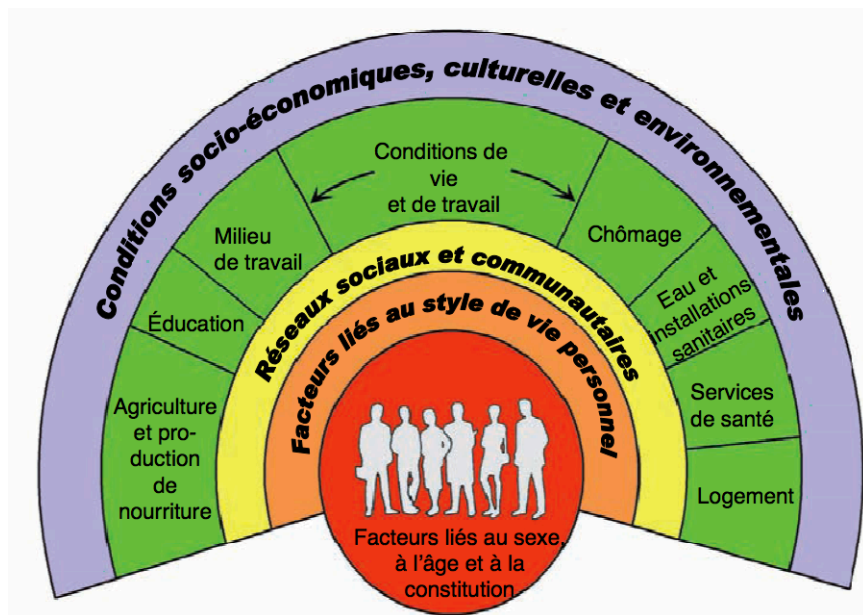 Conditions socio-économiques, culturelles et environnementales
Conditions de
vie
et de travail
Milieu
de travail
Éducation
Agriculture
et pro-
duction
de
nourriture
Chômage
Eau et
installations
sanitaires
Services
de santé
Logement
Réseaux sociaux et communautaires
Facteurs liés au style de vie personnel
Facteurs liés au sexe,
à l'âge et à la
constitution